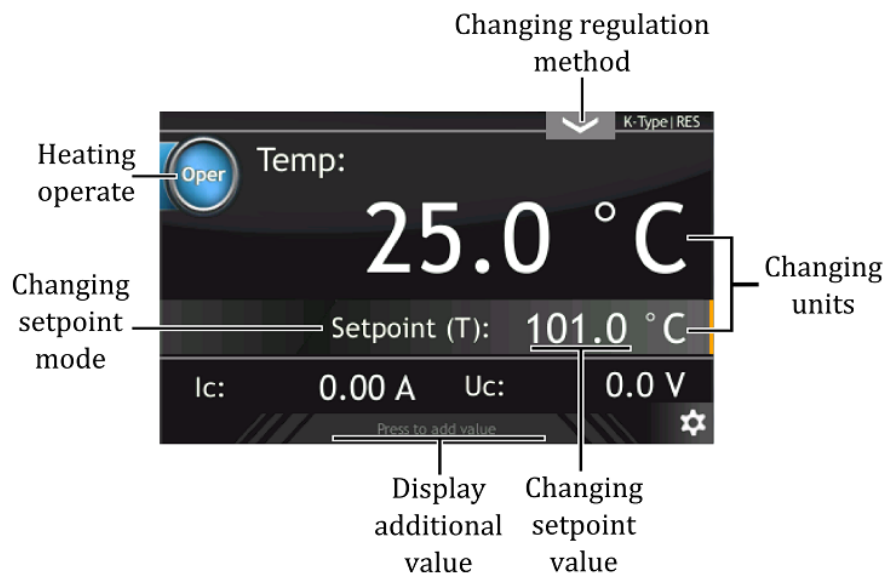 Changing regulation
method
K-Type|RES
Heating
operate
Oper
Temp:
25.0 °C
Changing
units
Changing
setpoint
mode
Setpoint (T): 101.0 °C
Ic: 0.00 A Uc: 0.0 V
Press to add value
Display
additional
value
Changing
setpoint
value